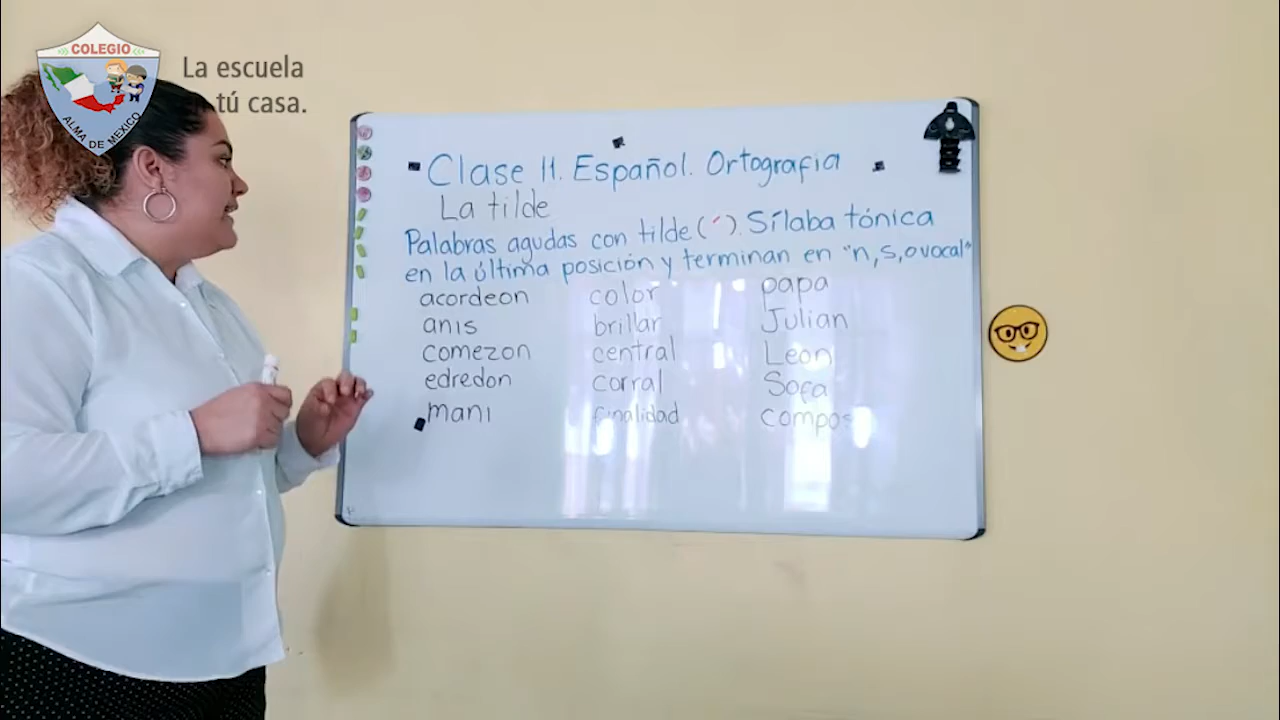 COLEGIO
ALMA DE MEXICO
La escuela
tú casa.
Clase 11. Español. Ortografia
La tilde
Palabras agudas con tilde (´). Sílaba tónica
en la última posición y terminan en "n, s, o vocal"
acordeon color papa
anis brillar Julian
comezon central Leon
edredon corral Sofa
mani finalidad compos